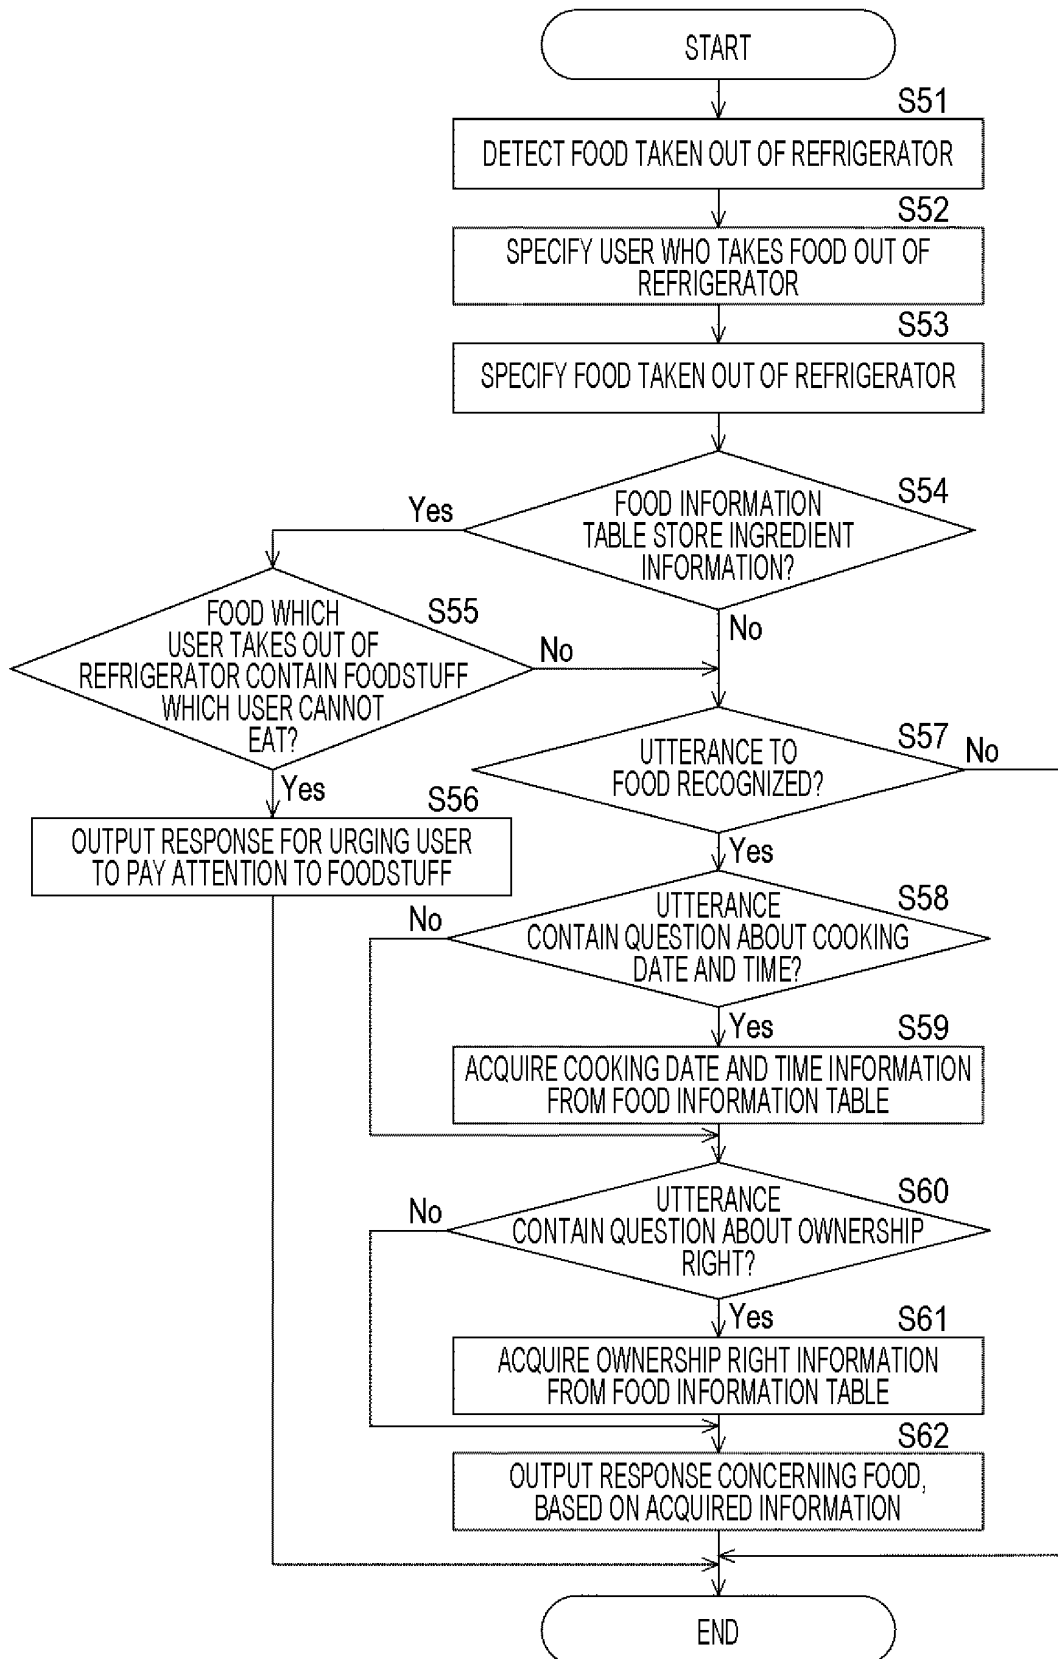 START
S51
DETECT FOOD TAKEN OUT OF REFRIGERATOR
S52
SPECIFY USER WHO TAKES FOOD OUT OF
REFRIGERATOR
S53
SPECIFY FOOD TAKEN OUT OF REFRIGERATOR
S54
FOOD INFORMATION
TABLE STORE INGREDIENT
INFORMATION?
Yes
No
S55
FOOD WHICH
USER TAKES OUT OF
REFRIGERATOR CONTAIN FOODSTUFF
WHICH USER CANNOT
EAT?
No
Yes
S56
OUTPUT RESPONSE FOR URGING USER
TO PAY ATTENTION TO FOODSTUFF
S57
UTTERANCE TO
FOOD RECOGNIZED?
No
Yes
S58
UTTERANCE
CONTAIN QUESTION ABOUT COOKING
DATE AND TIME?
No
Yes
S59
ACQUIRE COOKING DATE AND TIME INFORMATION
FROM FOOD INFORMATION TABLE
S60
UTTERANCE
CONTAIN QUESTION ABOUT OWNERSHIP
RIGHT?
No
Yes
S61
ACQUIRE OWNERSHIP RIGHT INFORMATION
FROM FOOD INFORMATION TABLE
S62
OUTPUT RESPONSE CONCERNING FOOD,
BASED ON ACQUIRED INFORMATION
END